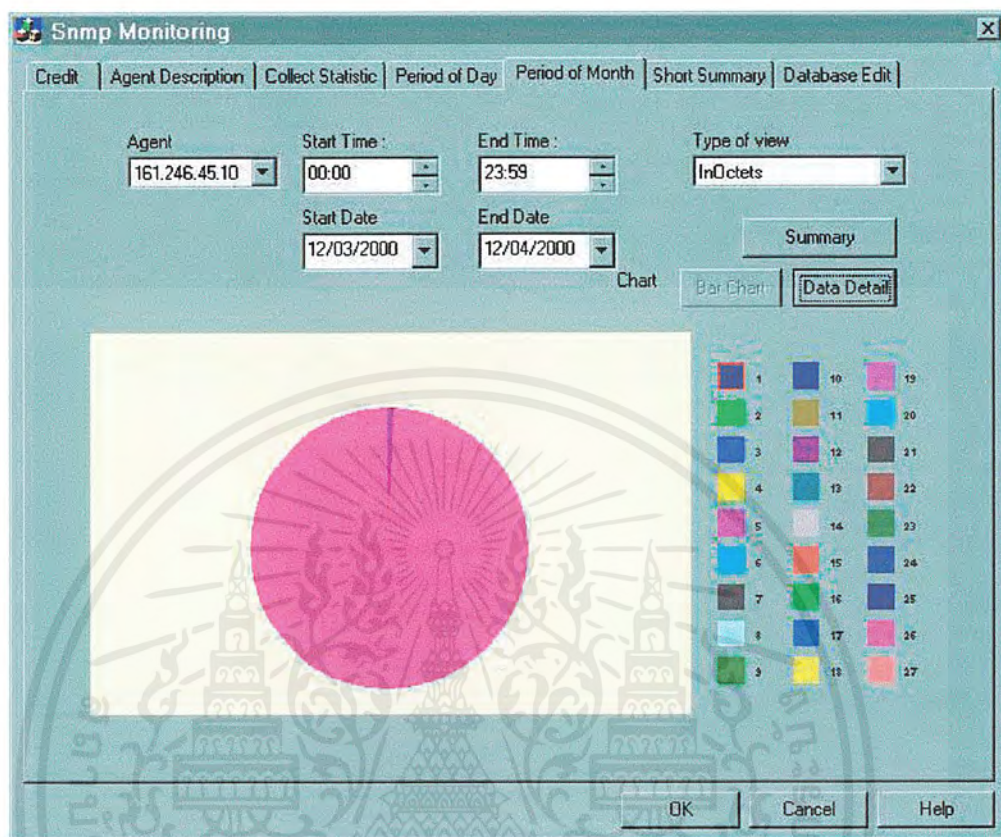 Snmp Monitoring
Credit Agent Description Collect Statistic Period of Day Period of Month Short Summary Database Edit
Agent Start Time : End Time : Type of view
161.246.45.10 00:00 23:59 InOctets
Start Date End Date
12/03/2000 12/04/2000 Summary
Chart Bar Chart Data Detail
1 10 19
2 11 20
3 12 21
4 13 22
5 14 23
6 15 24
7 16 25
8 17 26
9 18 27
OK Cancel Help